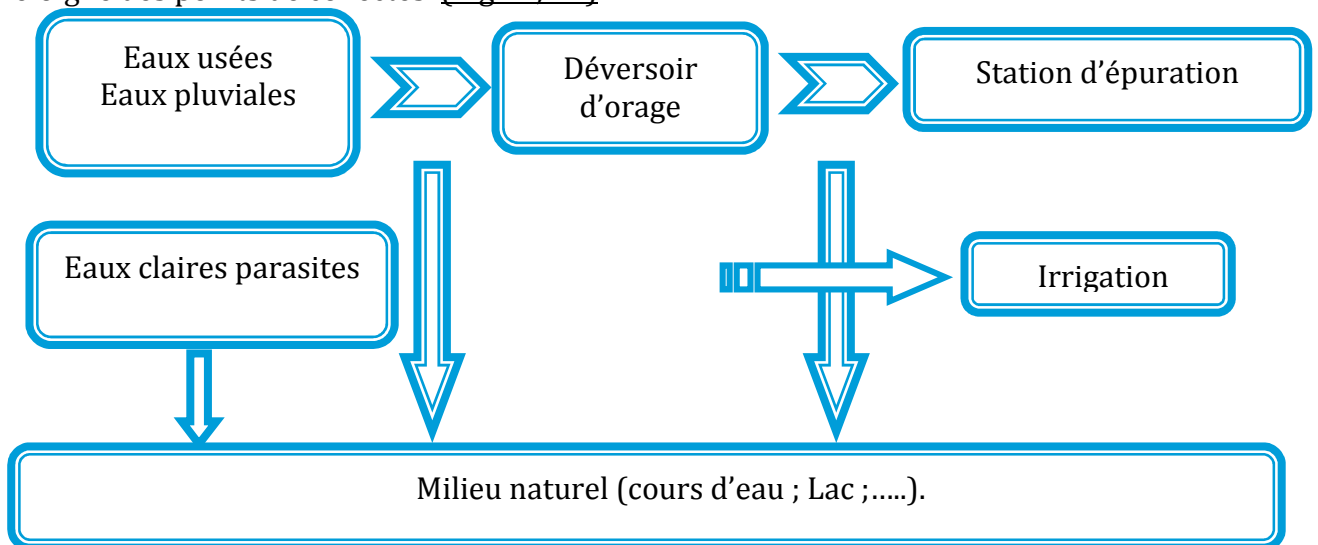 Eaux usées
Eaux pluviales
Déversoir
d'orage
Station d'épuration
Eaux claires parasites
Irrigation
Milieu naturel (cours d'eau ; Lac ;…..).